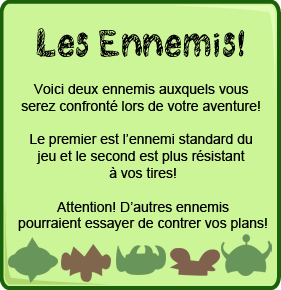 Les Ennemis!
Voici deux ennemis auxquels vous
serez confronté lors de votre aventure!
Le premier est l'ennemi standard du
jeu et le second est plus résistant
à vos tires!
Attention! D'autres ennemis
pourraient essayer de contrer vos plans!